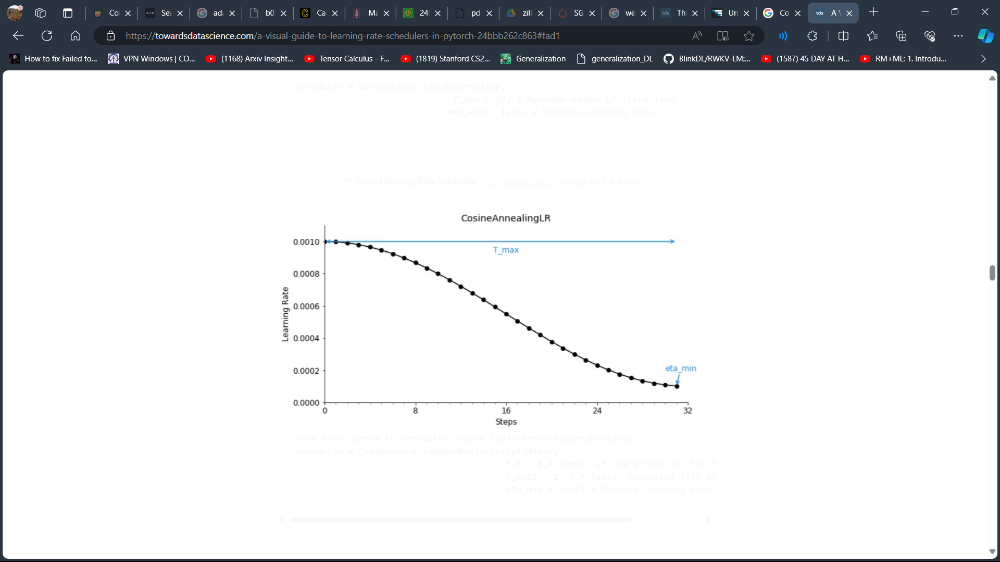 Co
Sea
ada
b0
Ca
Ma
24
pd
zill
SG
we
tds Thi
Un
Co
tds A
https://towardsdatascience.com/a-visual-guide-to-learning-rate-schedulers-in-pytorch-24bbb262c863#fad1
How to fix Failed to...
VPN Windows | CO...
(1168) Arxiv Insight...
Tensor Calculus - F...
(1819) Stanford CS2...
Generalization
generalization_DL
BlinkDL/RWKV-LM:...
(1587) 45 DAY AT H...
RM+ML: 1. Introdu...
scheduler = CosineAnnealingLR(optimizer,
T_max = 32, # Maximum number of iterations.
eta_min = 1e-4) # Minimum learning rate.
PyTorch Learning Rate Scheduler CosineAnnealingLR (Image by the author)
CosineAnnealingLR
0.0010
T_max
0.0008
0.0006
Learning Rate
0.0004
0.0002
eta_min
0.0000
0 8 16 24 32
Steps
from torch.optim.lr_scheduler import CosineAnnealingWarmRestarts
scheduler = CosineAnnealingWarmRestarts(optimizer,
T_0 = 8,# Number of iterations for the f
T_mult = 1, # A factor increases TiTi af
eta_min = 1e-4) # Minimum learning rate